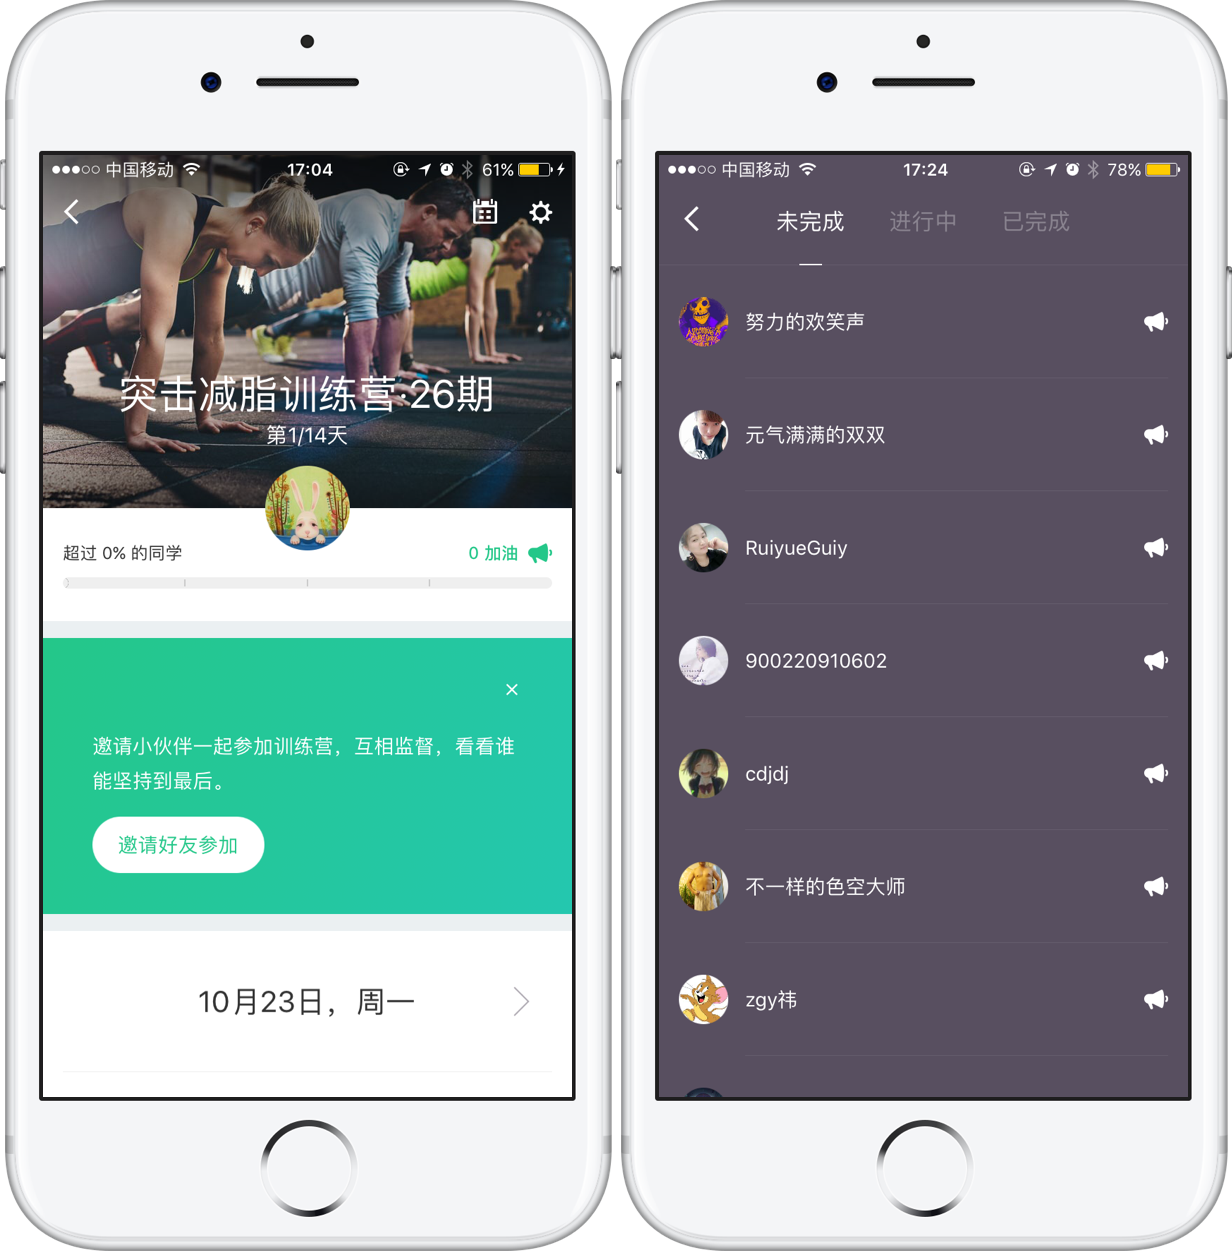 中国移动 17:04 61%
突击减脂训练营·26期
第1/14天
超过 0% 的同学 0 加油
邀请小伙伴一起参加训练营，互相监督，看看谁
能坚持到最后。
邀请好友参加
10月23日，周一
中国移动 17:24 78%
未完成 进行中 已完成
努力的欢笑声
元气满满的双双
RuiyueGuiy
900220910602
cdjdj
不一样的色空大师
zgy祎